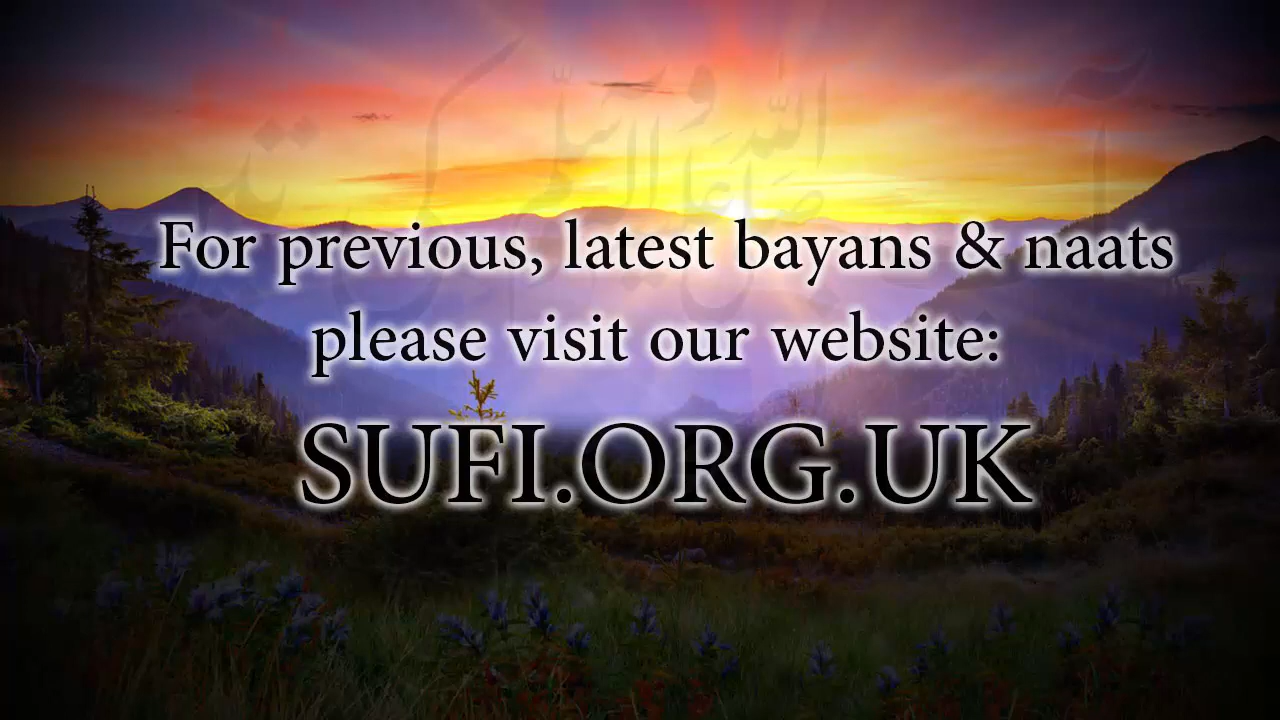 For previous, latest bayans & naats
please visit our website:
SUFI.ORG.UK